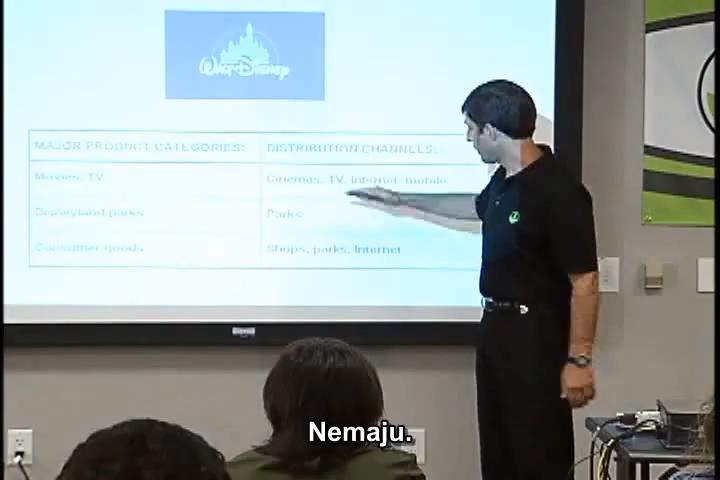 WALT DISNEY
MAJOR PRODUCT CATEGORIES:
DISTRIBUTION CHANNELS:
Movies, TV
Cinemas, TV, Internet, mobile
Disneyland parks
Parks
Consumer goods
Shops, parks, Internet
Nemaju.